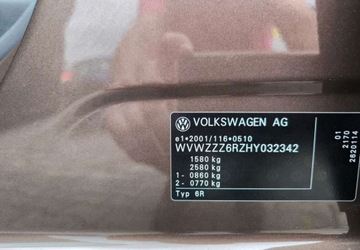 VOLKSWAGEN AG
e1*2001/116*0510
WVWZZZ6RZHY032342
1580 kg
2580 kg
1- 0860 kg
2- 0770 kg
Typ 6R
01
2170
2620114